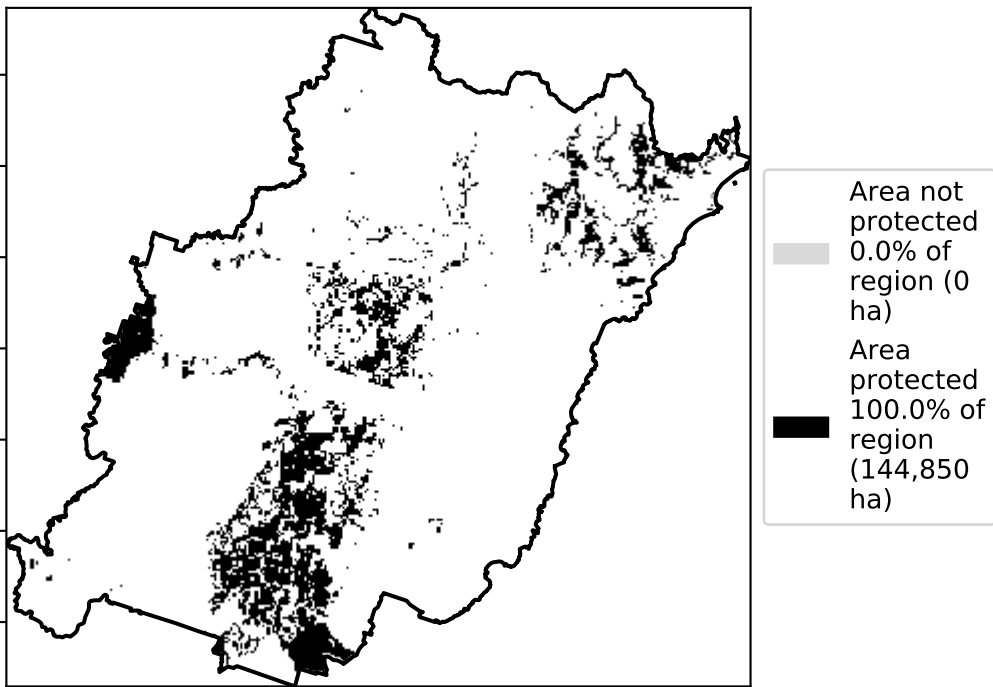 Area not
protected
0.0% of
region (0
ha)
Area
protected
100.0% of
region
(144,850
ha)